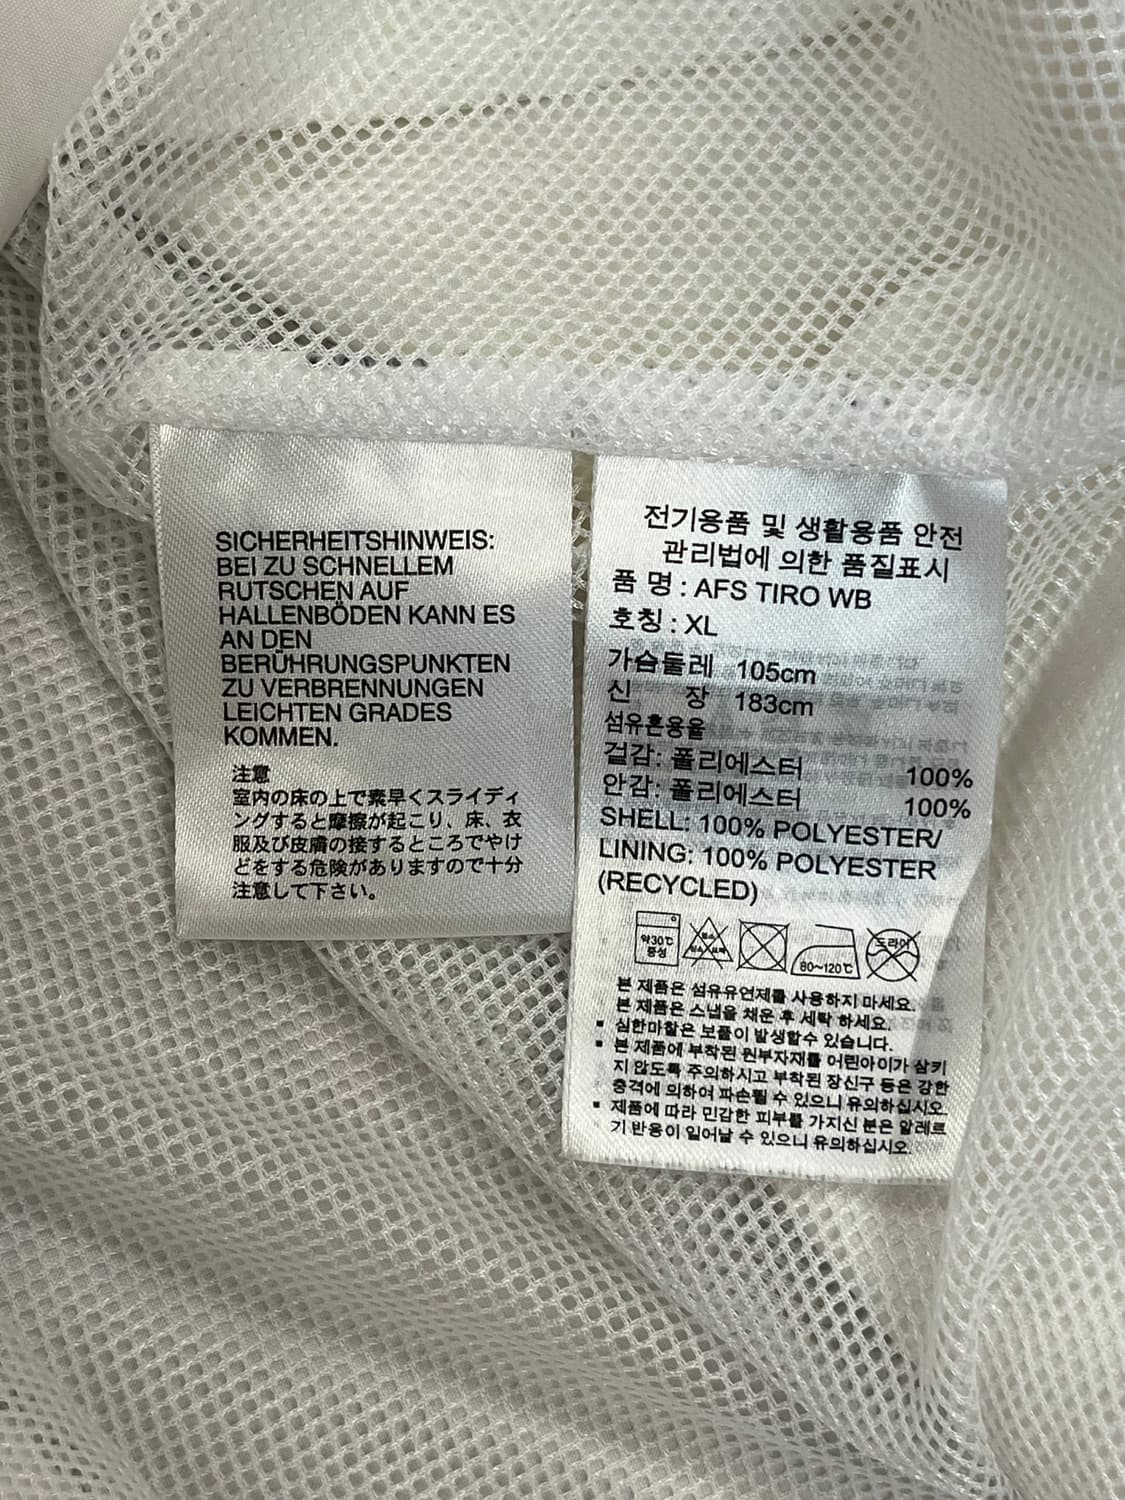 SICHERHEITSHINWEIS:
BEI ZU SCHNELLEM
RUTSCHEN AUF
HALLENBÖDEN KANN ES
AN DEN
BERÜHRUNGSPUNKTEN
ZU VERBRENNUNGEN
LEICHTEN GRADES
KOMMEN.
注意
室内の床の上で素早くスライディ
ングすると摩擦が起こり、床、衣
服及び皮膚の接するところでやけ
どをする危険がありますので十分
注意して下さい。
전기용품 및 생활용품 안전
관리법에 의한 품질표시
품 명 : AFS TIRO WB
호칭 : XL
가슴둘레 105cm
신 장 183cm
섬유혼용율
겉감: 폴리에스터 100%
안감: 폴리에스터 100%
SHELL: 100% POLYESTER/
LINING: 100% POLYESTER
(RECYCLED)
약30℃
중성
80~120℃
드라이
본 제품은 섬유유연제를 사용하지 마세요.
본 제품은 스냅을 채운 후 세탁 하세요.
▪ 심한마찰은 보풀이 발생할수 있습니다.
▪ 본 제품에 부착된 원부자재를 어린아이가 삼키
지 않도록 주의하시고 부착된 장신구 등은 강한
충격에 의하여 파손될 수 있으니 유의하십시오.
▪ 제품에 따라 민감한 피부를 가지신 분은 알레르
기 반응이 일어날 수 있으니 유의하십시오.